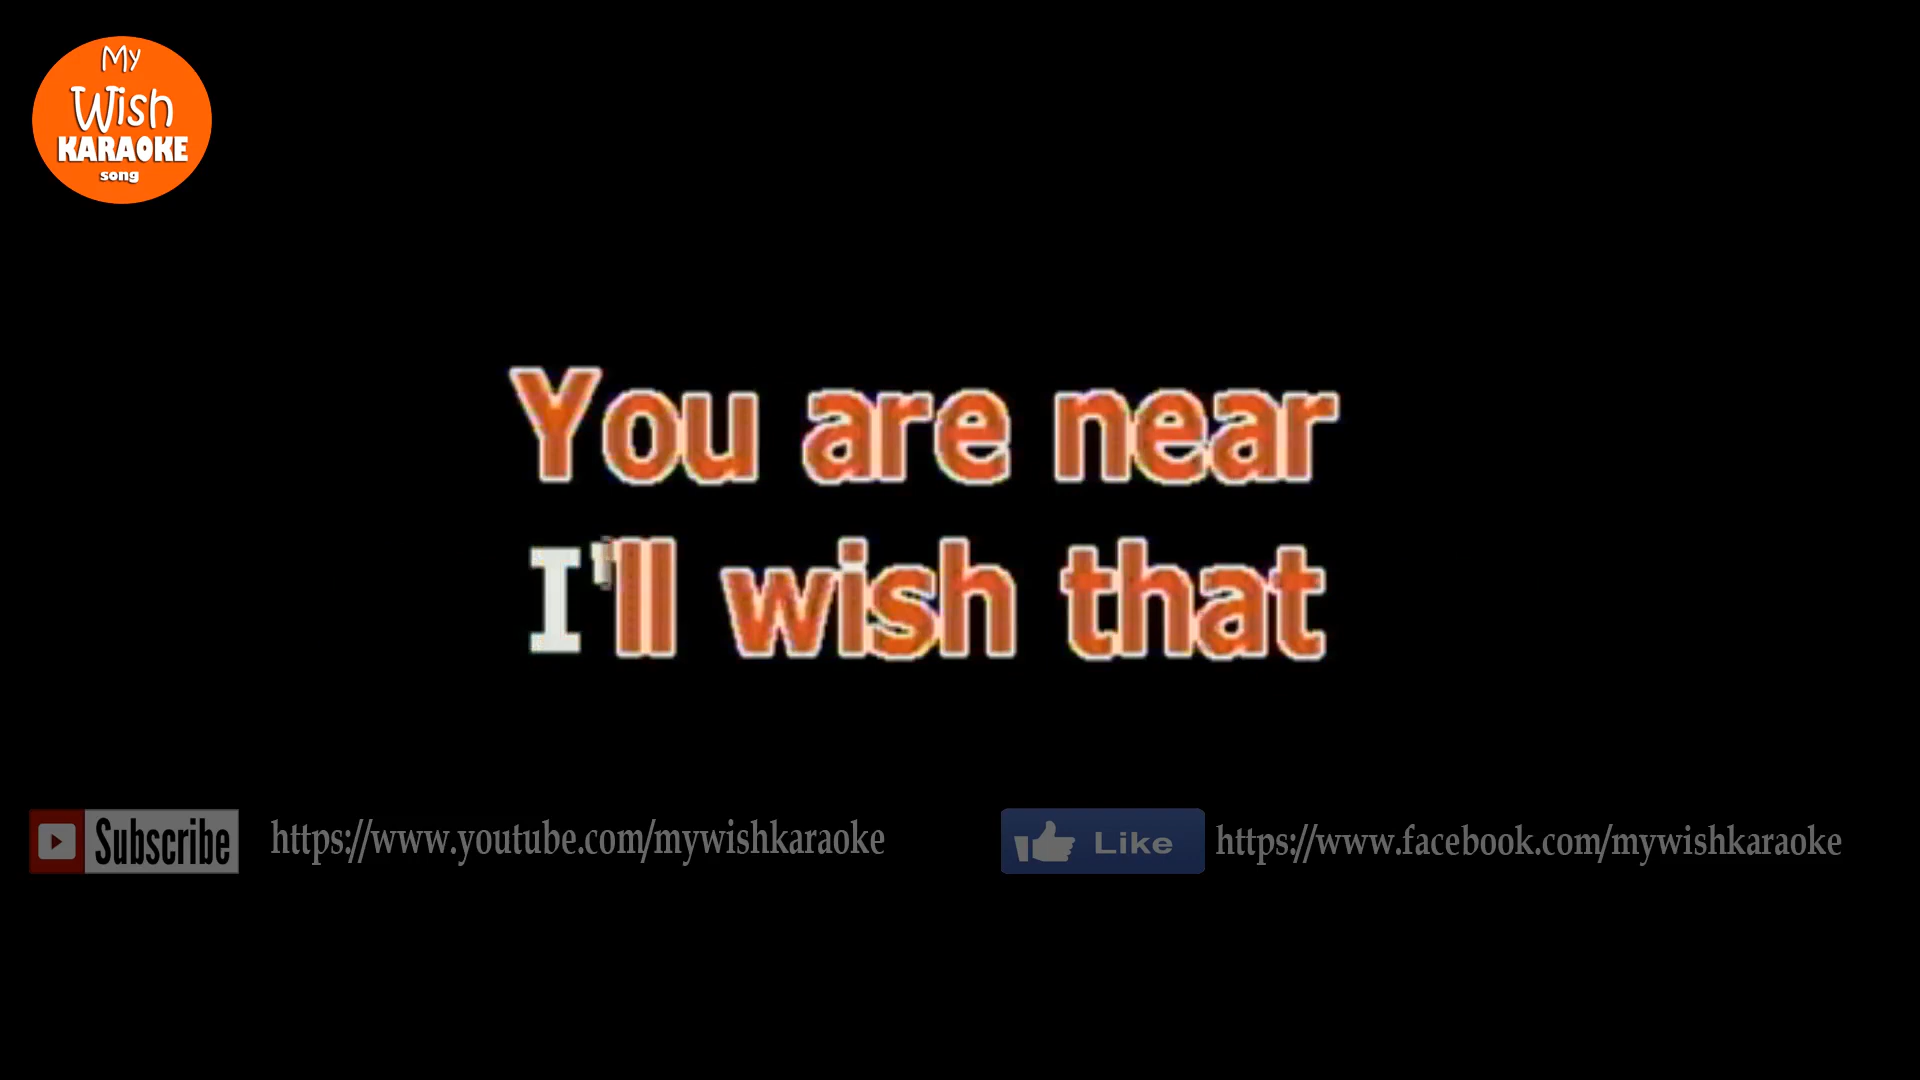 My
Wish
KARAOKE
song
You are near
I'll wish that
Subscribe https://www.youtube.com/mywishkaraoke
Like https://www.facebook.com/mywishkaraoke